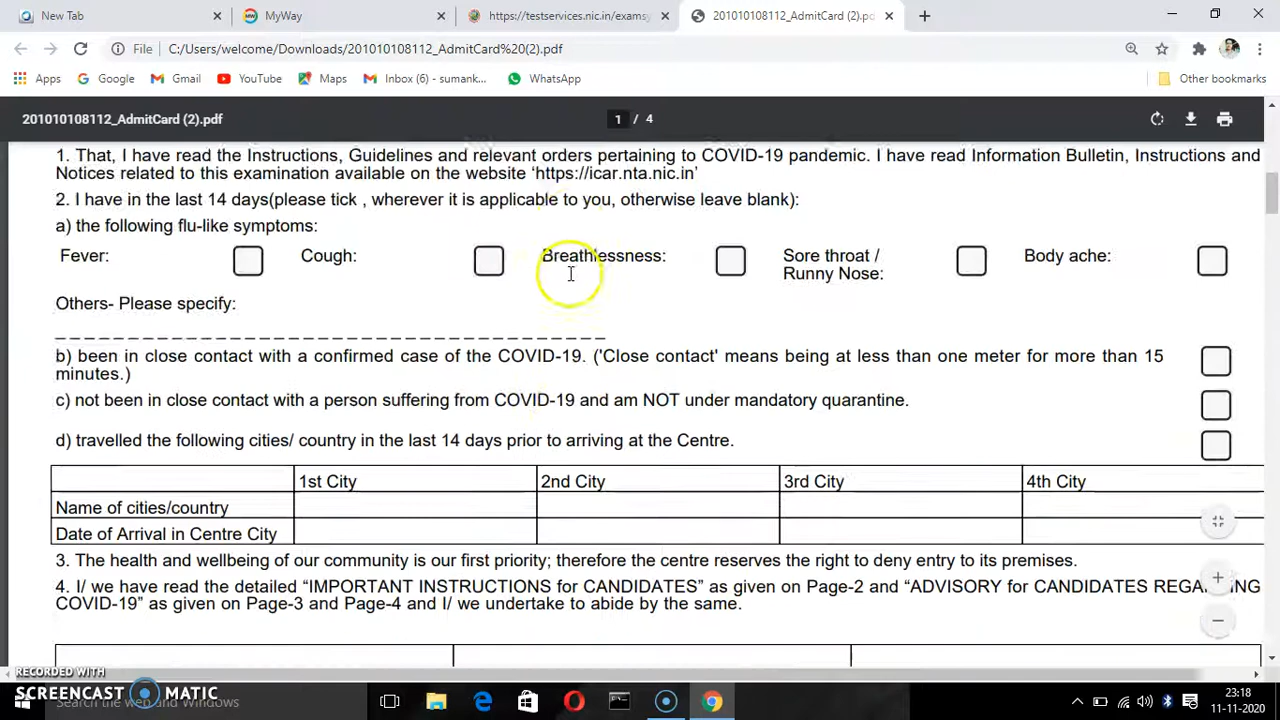 New Tab
MyWay
https://testservices.nic.in/examsy
201010108112_AdmitCard (2).pdf
File C:/Users/welcome/Downloads/201010108112_AdmitCard%20(2).pdf
Apps Google Gmail YouTube Maps Inbox (6) - sumank... WhatsApp Other bookmarks
201010108112_AdmitCard (2).pdf 1 / 4
1. That, I have read the Instructions, Guidelines and relevant orders pertaining to COVID-19 pandemic. I have read Information Bulletin, Instructions and
Notices related to this examination available on the website ‘https://icar.nta.nic.in’
2. I have in the last 14 days(please tick , wherever it is applicable to you, otherwise leave blank):
a) the following flu-like symptoms:
Fever: Cough: Breathlessness: Sore throat / Body ache:
Runny Nose:
Others- Please specify:
b) been in close contact with a confirmed case of the COVID-19. ('Close contact' means being at less than one meter for more than 15
minutes.)
c) not been in close contact with a person suffering from COVID-19 and am NOT under mandatory quarantine.
d) travelled the following cities/ country in the last 14 days prior to arriving at the Centre.
1st City 2nd City 3rd City 4th City
Name of cities/country
Date of Arrival in Centre City
3. The health and wellbeing of our community is our first priority; therefore the centre reserves the right to deny entry to its premises.
4. I/ we have read the detailed “IMPORTANT INSTRUCTIONS for CANDIDATES” as given on Page-2 and “ADVISORY for CANDIDATES REGARDING
COVID-19” as given on Page-3 and Page-4 and I/ we undertake to abide by the same.
RECORDED WITH
SCREENCAST MATIC
Search the web and Windows
23:18
11-11-2020